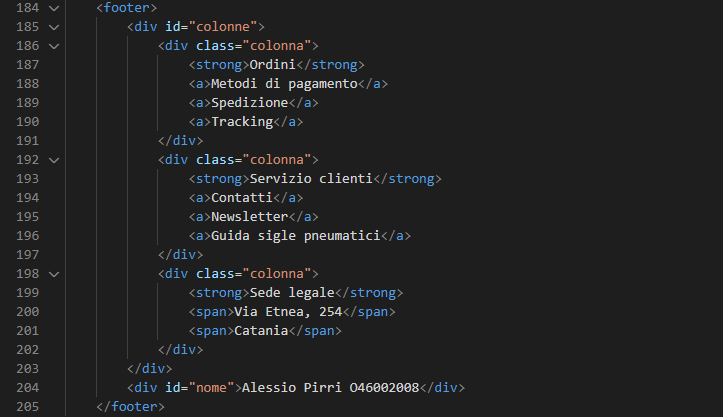 184 <footer>
185 <div id="colonne">
186 <div class="colonna">
187 <strong>Ordini</strong>
188 <a>Metodi di pagamento</a>
189 <a>Spedizione</a>
190 <a>Tracking</a>
191 </div>
192 <div class="colonna">
193 <strong>Servizio clienti</strong>
194 <a>Contatti</a>
195 <a>Newsletter</a>
196 <a>Guida sigle pneumatici</a>
197 </div>
198 <div class="colonna">
199 <strong>Sede legale</strong>
200 <span>Via Etnea, 254</span>
201 <span>Catania</span>
202 </div>
203 </div>
204 <div id="nome">Alessio Pirri O46002008</div>
205 </footer>